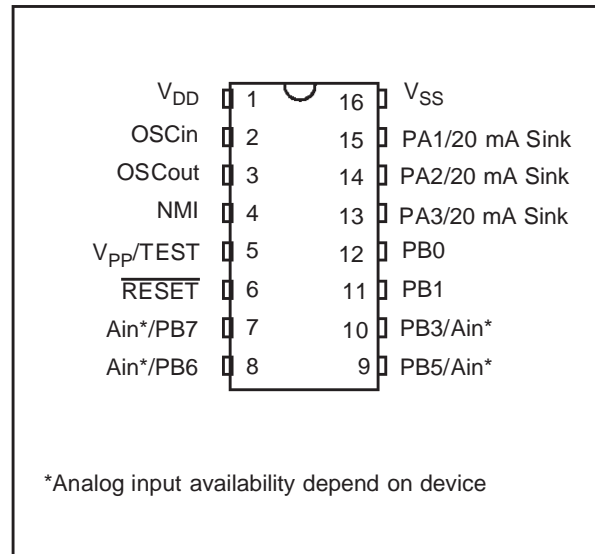 V_DD 1 16 V_SS
OSCin 2 15 PA1/20 mA Sink
OSCout 3 14 PA2/20 mA Sink
NMI 4 13 PA3/20 mA Sink
V_PP/TEST 5 12 PB0
RESET 6 11 PB1
Ain*/PB7 7 10 PB3/Ain*
Ain*/PB6 8 9 PB5/Ain*
*Analog input availability depend on device